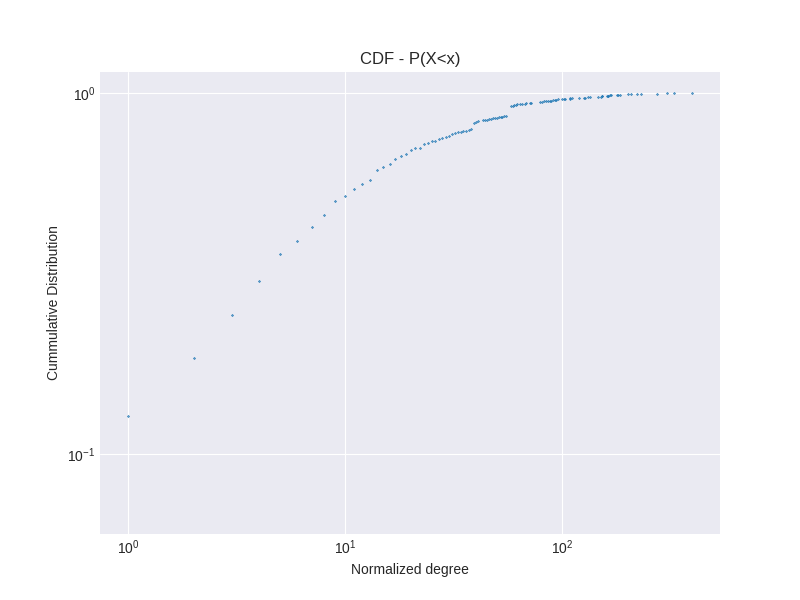 CDF - P(X<x)
10⁰
Cummulative Distribution
10⁻¹
10⁰ 10¹ 10²
Normalized degree